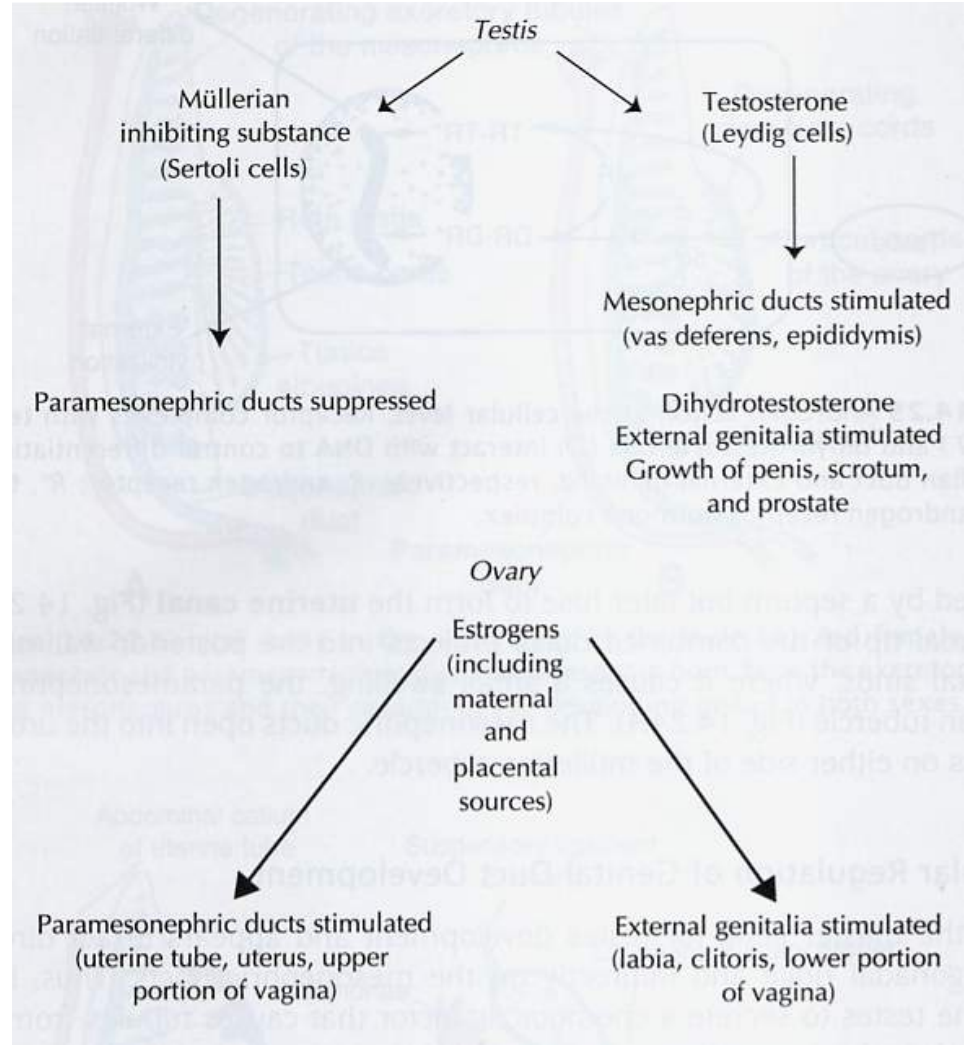 Testis
Müllerian
inhibiting substance
(Sertoli cells)
Testosterone
(Leydig cells)
Mesonephric ducts stimulated
(vas deferens, epididymis)
Paramesonephric ducts suppressed
Dihydrotestosterone
External genitalia stimulated
Growth of penis, scrotum,
and prostate
Ovary
Estrogens
(including
maternal
and
placental
sources)
Paramesonephric ducts stimulated
(uterine tube, uterus, upper
portion of vagina)
External genitalia stimulated
(labia, clitoris, lower portion
of vagina)